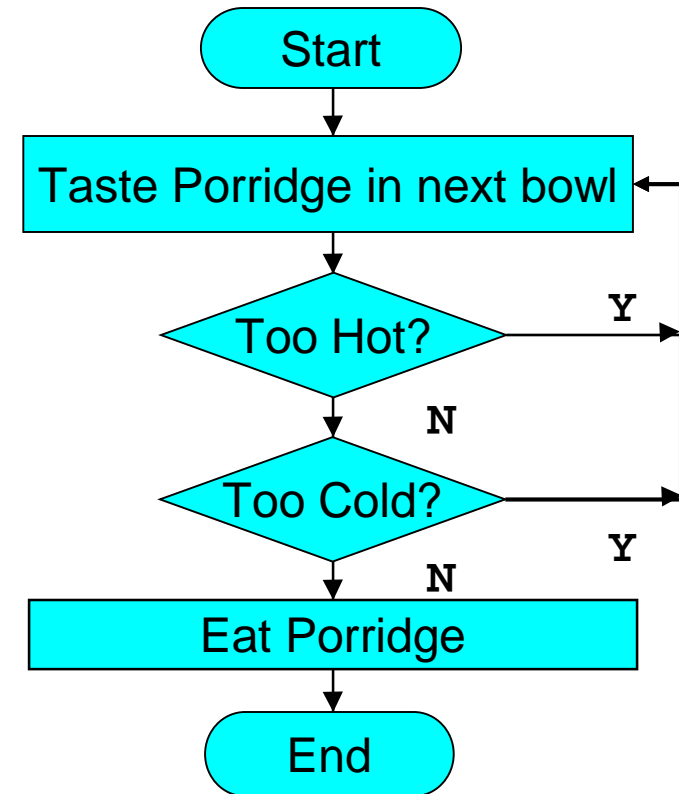 Start
Taste Porridge in next bowl
Too Hot?
Y
N
Too Cold?
Y
N
Eat Porridge
End